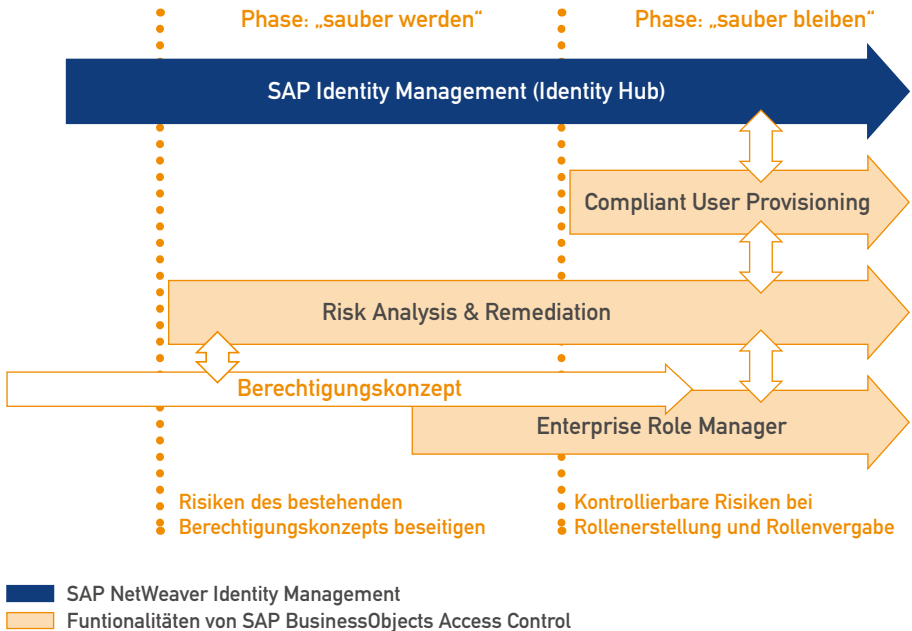 Phase: „sauber werden“
Phase: „sauber bleiben“
SAP Identity Management (Identity Hub)
Compliant User Provisioning
Risk Analysis & Remediation
Berechtigungskonzept
Enterprise Role Manager
Risiken des bestehenden
Berechtigungskonzepts beseitigen
Kontrollierbare Risiken bei
Rollenerstellung und Rollenvergabe
SAP NetWeaver Identity Management
Funtionalitäten von SAP BusinessObjects Access Control